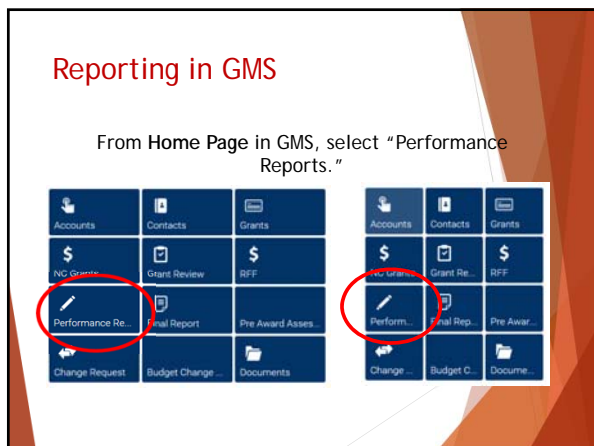 Reporting in GMS
From Home Page in GMS, select “Performance
Reports.”
Accounts
Contacts
Grants
NC Grants
Grant Review
RFF
Performance Re...
Final Report
Pre Award Asses...
Change Request
Budget Change ...
Documents
Accounts
Contacts
Grants
NC Grants
Grant Re...
RFF
Perform...
Final Rep...
Pre Awar...
Change ...
Budget C...
Docume...